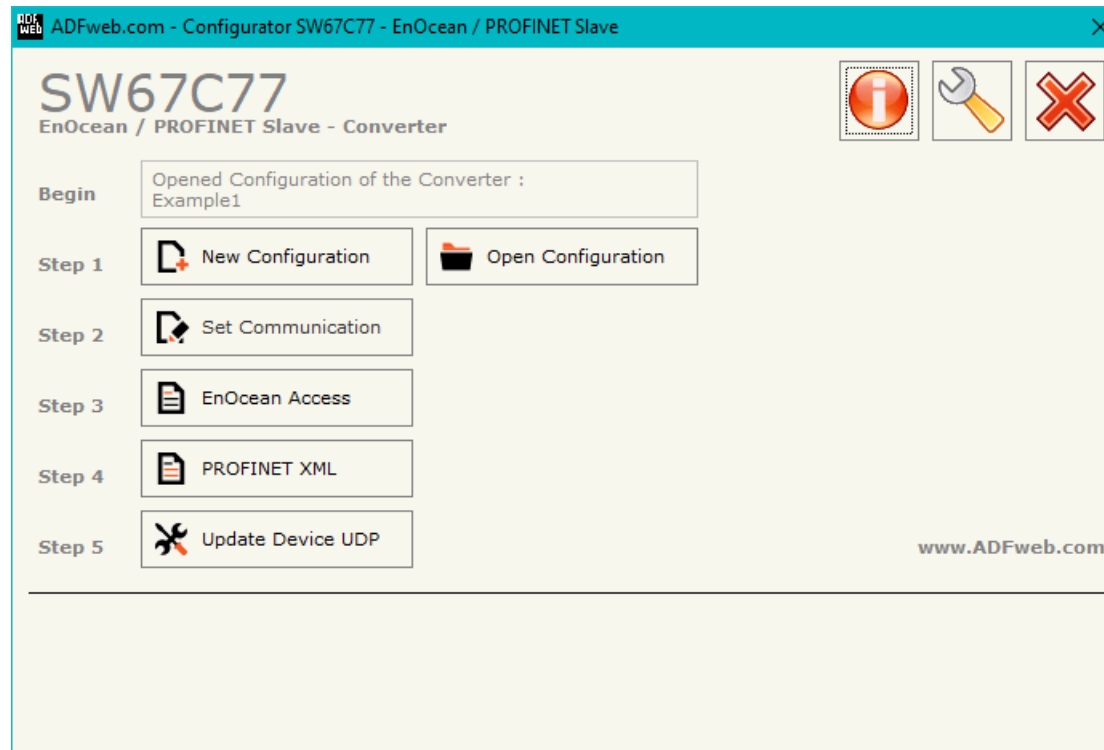 ADF web ADFweb.com - Configurator SW67C77 - EnOcean / PROFINET Slave
SW67C77
EnOcean / PROFINET Slave - Converter
Begin
Opened Configuration of the Converter :
Example1
Step 1 New Configuration Open Configuration
Step 2 Set Communication
Step 3 EnOcean Access
Step 4 PROFINET XML
Step 5 Update Device UDP
www.ADFweb.com